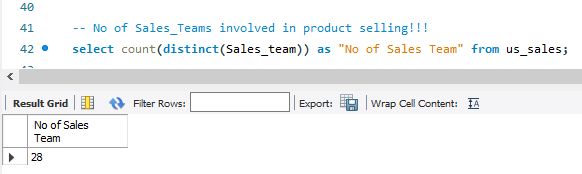 40
41 -- No of Sales_Teams involved in product selling!!!
42 select count(distinct(Sales_team)) as "No of Sales Team" from us_sales;
Result Grid Filter Rows: Export: Wrap Cell Content: IA
No of Sales
Team
28